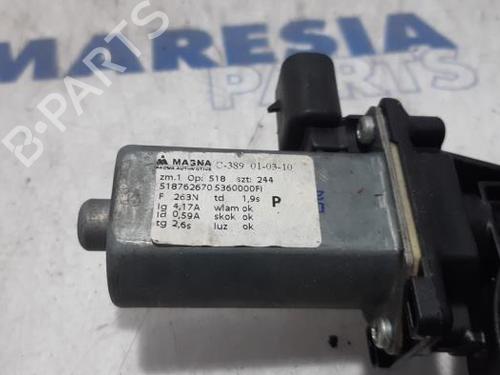 MARESIA
PARTS
MAGNA C-389 01-03-10
zm.1 Op: 518 szt: 244
518762670 5360000FI
F 263N td 1,9s P
Ig 4,17A wlam ok
Id 0,59A skok ok
tg 2,6s luz ok